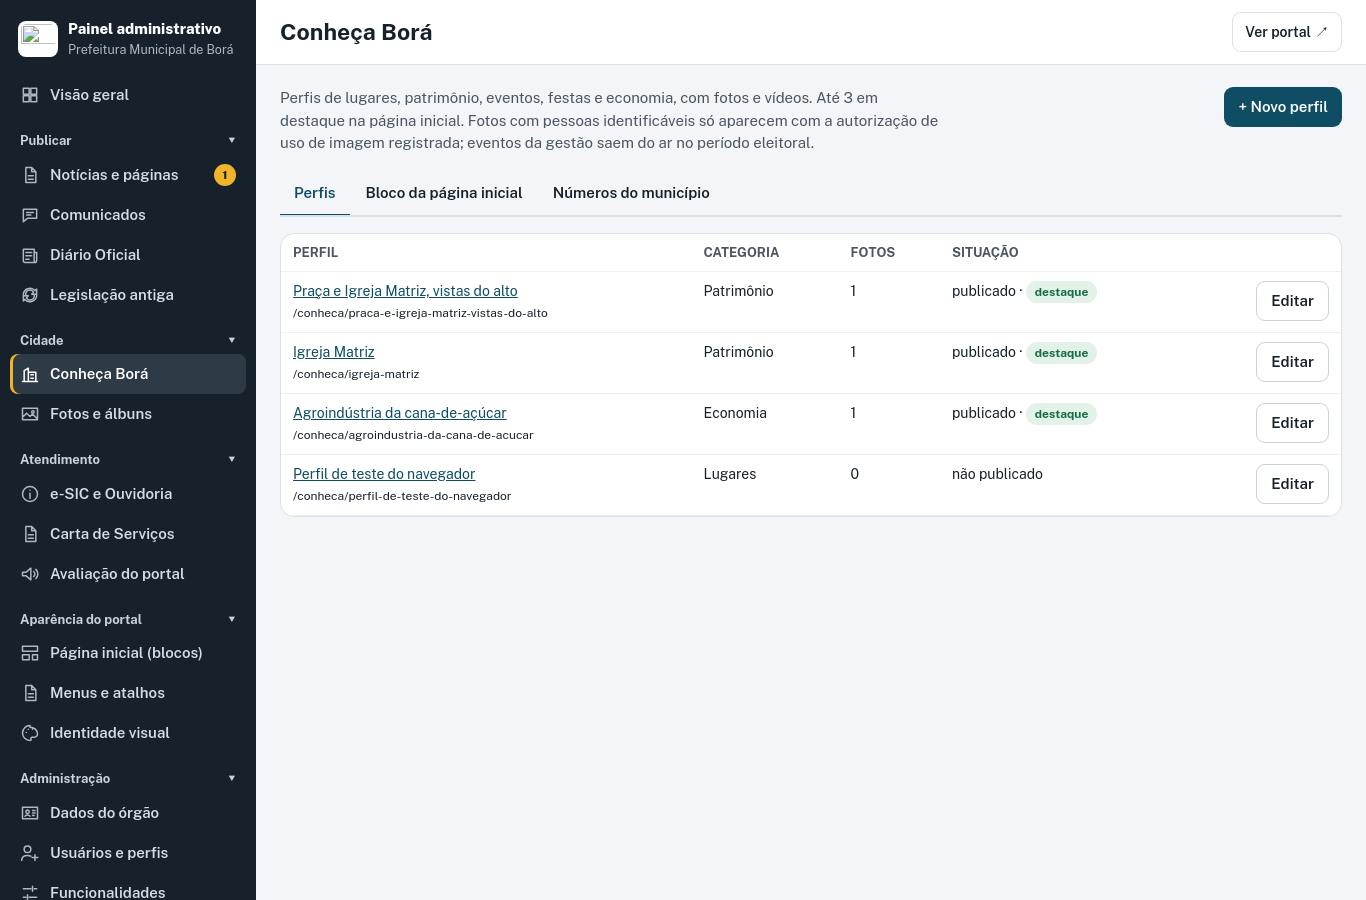 Painel administrativo
Prefeitura Municipal de Borá
Visão geral
Publicar
Notícias e páginas 1
Comunicados
Diário Oficial
Legislação antiga
Cidade
Conheça Borá
Fotos e álbuns
Atendimento
e-SIC e Ouvidoria
Carta de Serviços
Avaliação do portal
Aparência do portal
Página inicial (blocos)
Menus e atalhos
Identidade visual
Administração
Dados do órgão
Usuários e perfis
Funcionalidades
Conheça Borá
Ver portal ↗
Perfis de lugares, patrimônio, eventos, festas e economia, com fotos e vídeos. Até 3 em
destaque na página inicial. Fotos com pessoas identificáveis só aparecem com a autorização de
uso de imagem registrada; eventos da gestão saem do ar no período eleitoral.
+ Novo perfil
Perfis Bloco da página inicial Números do município
PERFIL CATEGORIA FOTOS SITUAÇÃO
Praça e Igreja Matriz, vistas do alto Patrimônio 1 publicado · destaque Editar
/conheca/praca-e-igreja-matriz-vistas-do-alto
Igreja Matriz Patrimônio 1 publicado · destaque Editar
/conheca/igreja-matriz
Agroindústria da cana-de-açúcar Economia 1 publicado · destaque Editar
/conheca/agroindustria-da-cana-de-acucar
Perfil de teste do navegador Lugares 0 não publicado Editar
/conheca/perfil-de-teste-do-navegador